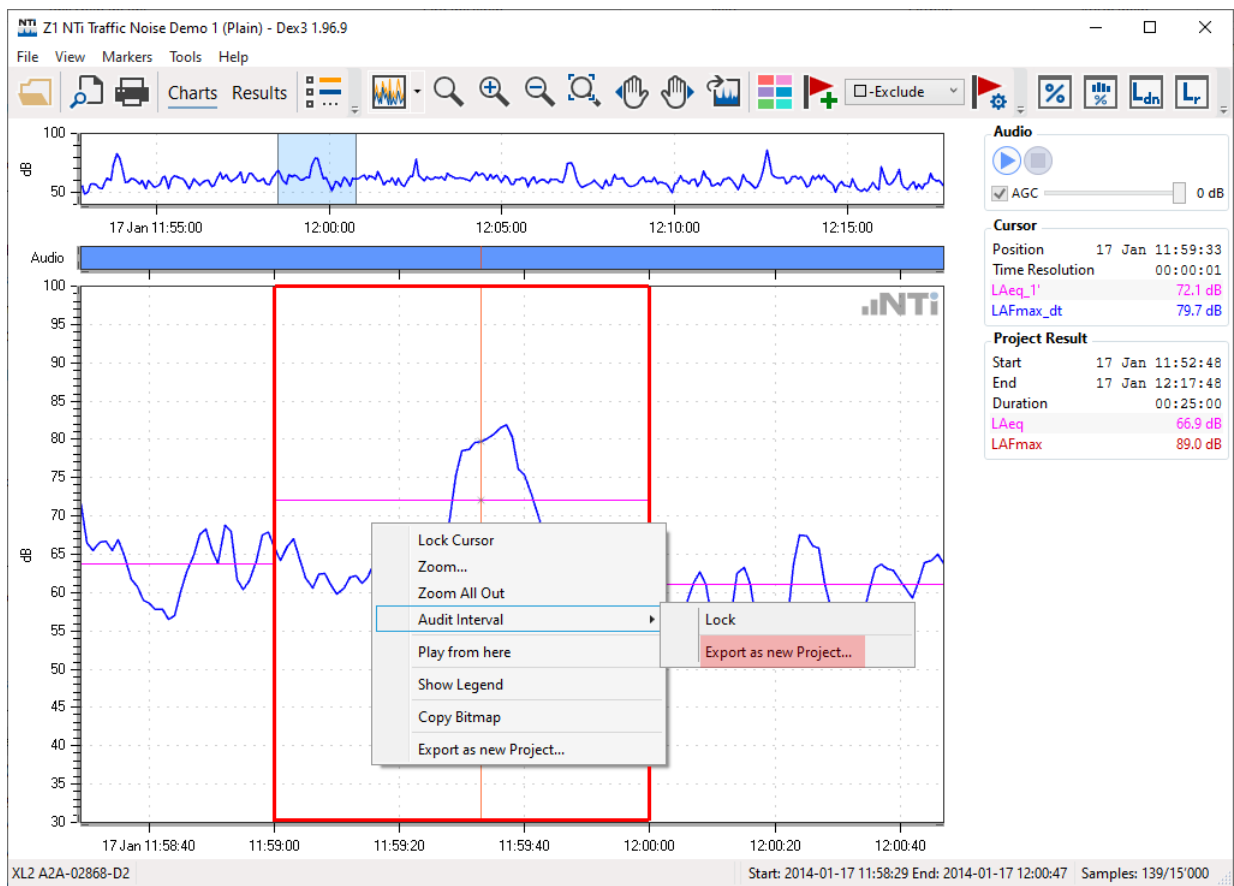 NTi Z1 NTi Traffic Noise Demo 1 (Plain) - Dex3 1.96.9
File View Markers Tools Help
Charts Results
-Exclude
%
%
Ldn
Lr
100
50
dB
17 Jan 11:55:00 12:00:00 12:05:00 12:10:00 12:15:00
Audio
100
95
90
85
80
75
70
65
60
55
50
45
40
35
30
dB
NTi
17 Jan 11:58:40 11:59:00 11:59:20 11:59:40 12:00:00 12:00:20 12:00:40
Lock Cursor
Zoom...
Zoom All Out
Audit Interval
Play from here
Show Legend
Copy Bitmap
Export as new Project...
Lock
Export as new Project...
Audio
AGC 0 dB
Cursor
Position 17 Jan 11:59:33
Time Resolution 00:00:01
LAeq_1' 72.1 dB
LAFmax_dt 79.7 dB
Project Result
Start 17 Jan 11:52:48
End 17 Jan 12:17:48
Duration 00:25:00
LAeq 66.9 dB
LAFmax 89.0 dB
XL2 A2A-02868-D2 Start: 2014-01-17 11:58:29 End: 2014-01-17 12:00:47 Samples: 139/15'000